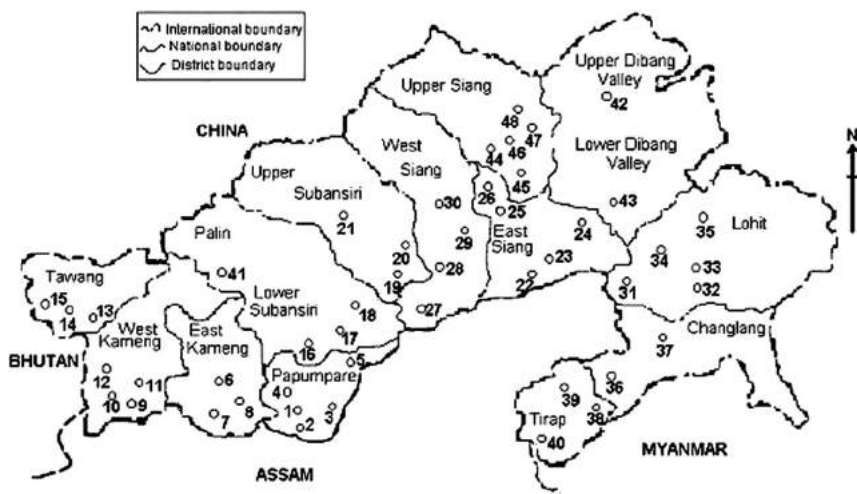 International boundary
National boundary
District boundary
Upper Siang
Upper Dibang
Valley
42
48
CHINA
West
Siang
47
46
44
Lower Dibang
Valley
N
45
26
Upper
Subansiri
30
25
43
21
35
Lohit
East
Siang
24
29
Palin
20
23
34
28
33
41
19
22
31
32
Tawang
15
14
13
Lower
Subansiri
18
27
Changlang
West
Kameng
East
Kameng
17
16
37
BHUTAN
5
Papumpare
12
11
6
4
36
39
10
9
7
8
1
3
38
2
Tirap
40
ASSAM
MYANMAR